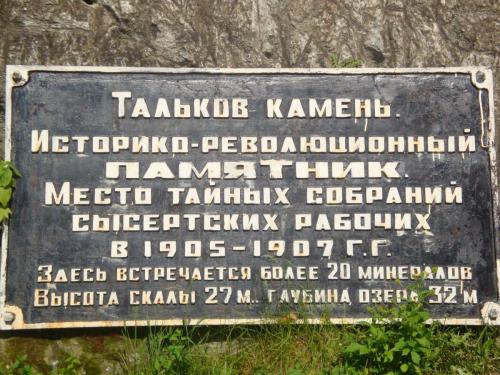 Тальков камень.
Историко-революционный
памятник.
Место тайных собраний
сысертских рабочих
в 1905-1907 г.г.
Здесь встречается более 20 минералов
Высота скалы 27 м., глубина озера 32 м